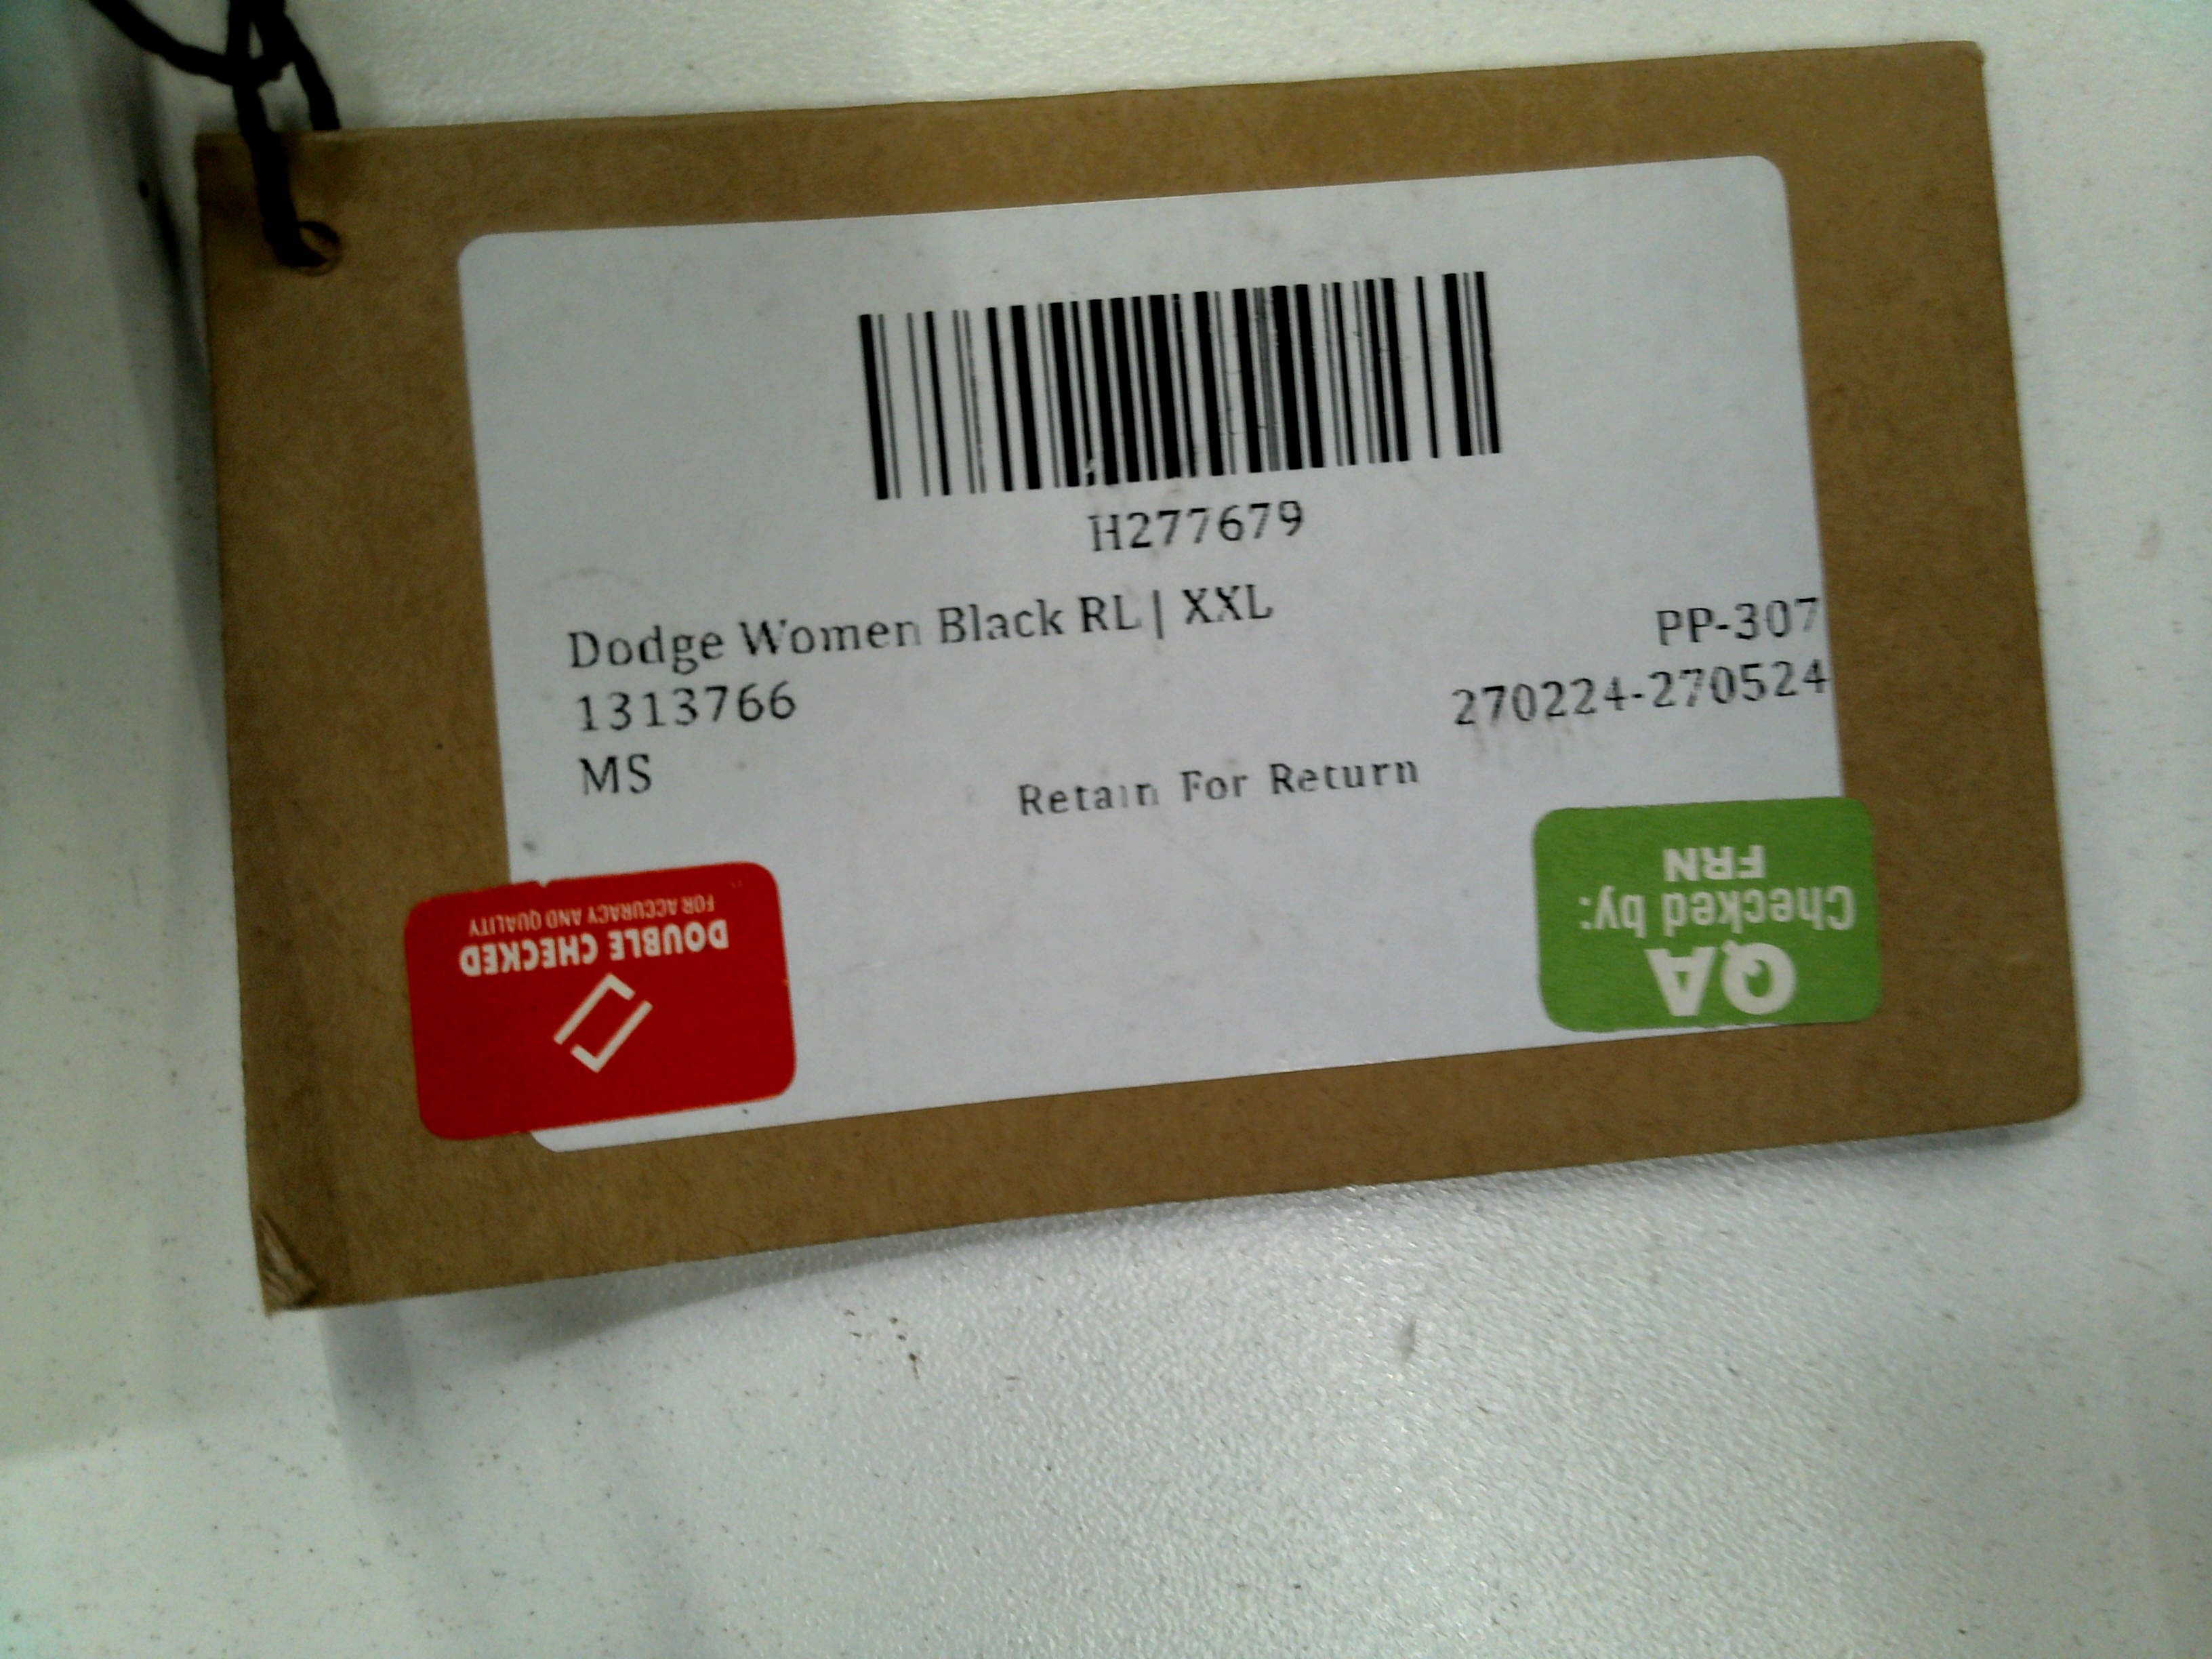 H277679
Dodge Women Black RL | XXL
PP-307
1313766
270224-270524
MS
Retain For Return
DOUBLE CHECKED
FOR ACCURACY AND QUALITY
QA
Checked by:
FRN